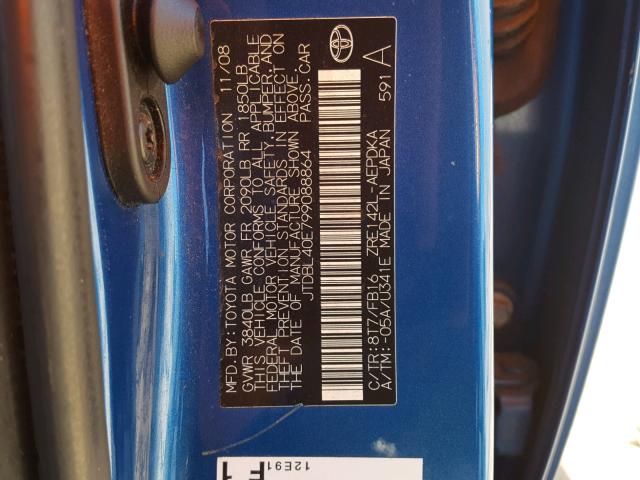 MFD.BY:TOYOTA MOTOR CORPORATION 11/08
GVWR 3840LB GAWR FR 2090LB RR 1850LB
THIS VEHICLE CONFORMS TO ALL APPLICABLE
FEDERAL MOTOR VEHICLE SAFETY,BUMPER,AND
THEFT PREVENTION STANDARDS IN EFFECT ON
THE DATE OF MANUFACTURE SHOWN ABOVE.
JTDBL40E799088864 PASS.CAR
C/TR:8T7/FB16 ZRE142L-AEPDKA
A/TM:-05A/U341E MADE IN JAPAN 591
A
12E91